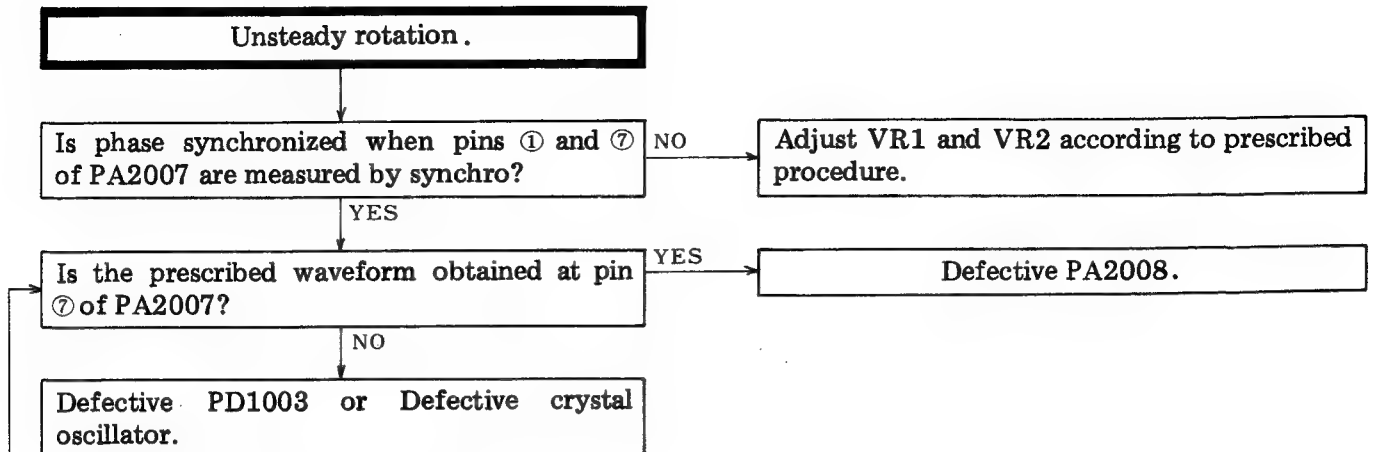 Unsteady rotation.
Is phase synchronized when pins ① and ⑦
of PA2007 are measured by synchro?
NO
Adjust VR1 and VR2 according to prescribed
procedure.
YES
Is the prescribed waveform obtained at pin
⑦ of PA2007?
YES
Defective PA2008.
NO
Defective PD1003 or Defective crystal
oscillator.